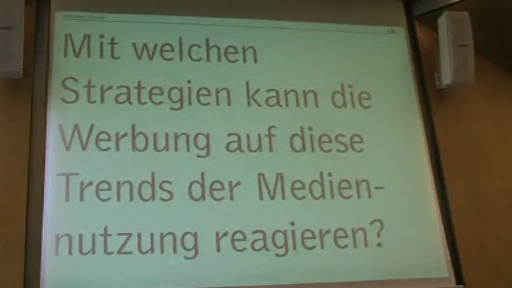 Mit welchen
Strategien kann die
Werbung auf diese
Trends der Medien-
nutzung reagieren?